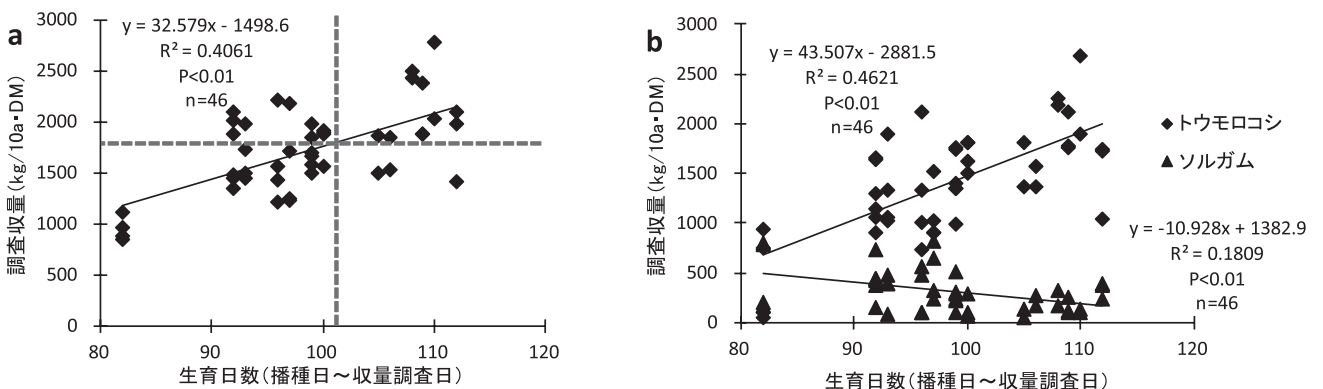 a
y = 32.579x - 1498.6
R² = 0.4061
P<0.01
n=46
調査収量(kg/10a・DM)
3000
2500
2000
1500
1000
500
0
80
90
100
110
120
生育日数(播種日～収量調査日)
b
y = 43.507x - 2881.5
R² = 0.4621
P<0.01
n=46
調査収量(kg/10a・DM)
3000
2500
2000
1500
1000
500
0
80
90
100
110
120
生育日数(播種日～収量調査日)
トウモロコシ
ソルガム
y = -10.928x + 1382.9
R² = 0.1809
P<0.01
n=46